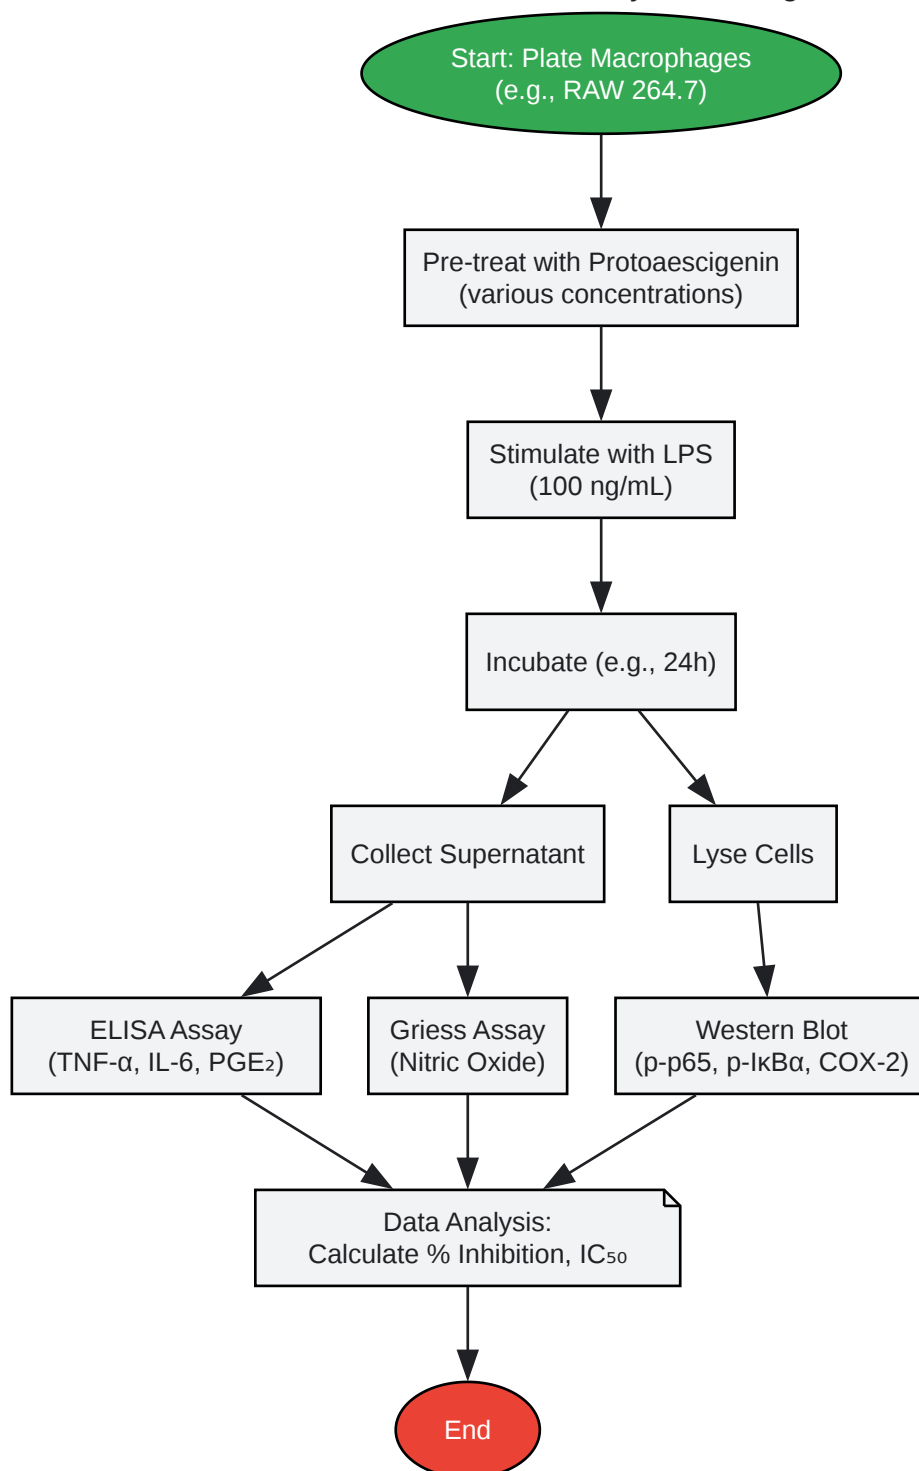 Start: Plate Macrophages
(e.g., RAW 264.7)
Pre-treat with Protoaescigenin
(various concentrations)
Stimulate with LPS
(100 ng/mL)
Incubate (e.g., 24h)
Collect Supernatant
Lyse Cells
ELISA Assay
(TNF-α, IL-6, PGE₂)
Griess Assay
(Nitric Oxide)
Western Blot
(p-p65, p-IκBα, COX-2)
Data Analysis:
Calculate % Inhibition, IC₅₀
End